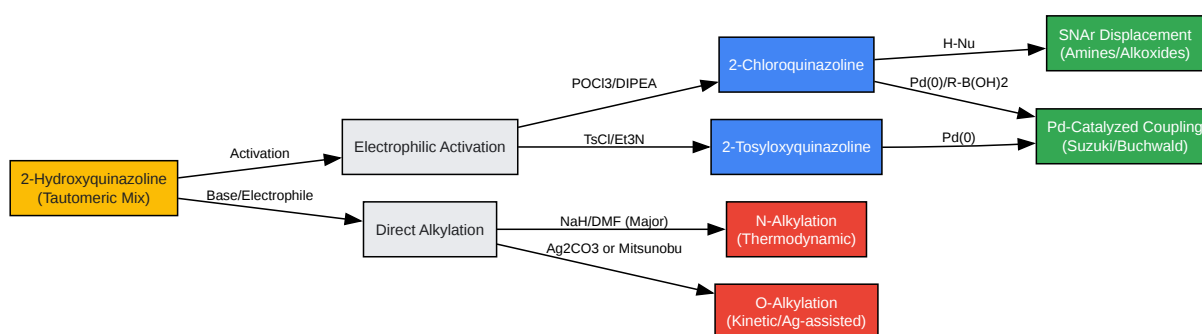 2-Hydroxyquinazoline
(Tautomeric Mix)
Activation
Base/Electrophile
Electrophilic Activation
Direct Alkylation
POCl3/DIPEA
TsCl/Et3N
NaH/DMF (Major)
Ag2CO3 or Mitsunobu
2-Chloroquinazoline
2-Tosyloxyquinazoline
N-Alkylation
(Thermodynamic)
O-Alkylation
(Kinetic/Ag-assisted)
H-Nu
Pd(0)/R-B(OH)2
Pd(0)
SNAr Displacement
(Amines/Alkoxides)
Pd-Catalyzed Coupling
(Suzuki/Buchwald)